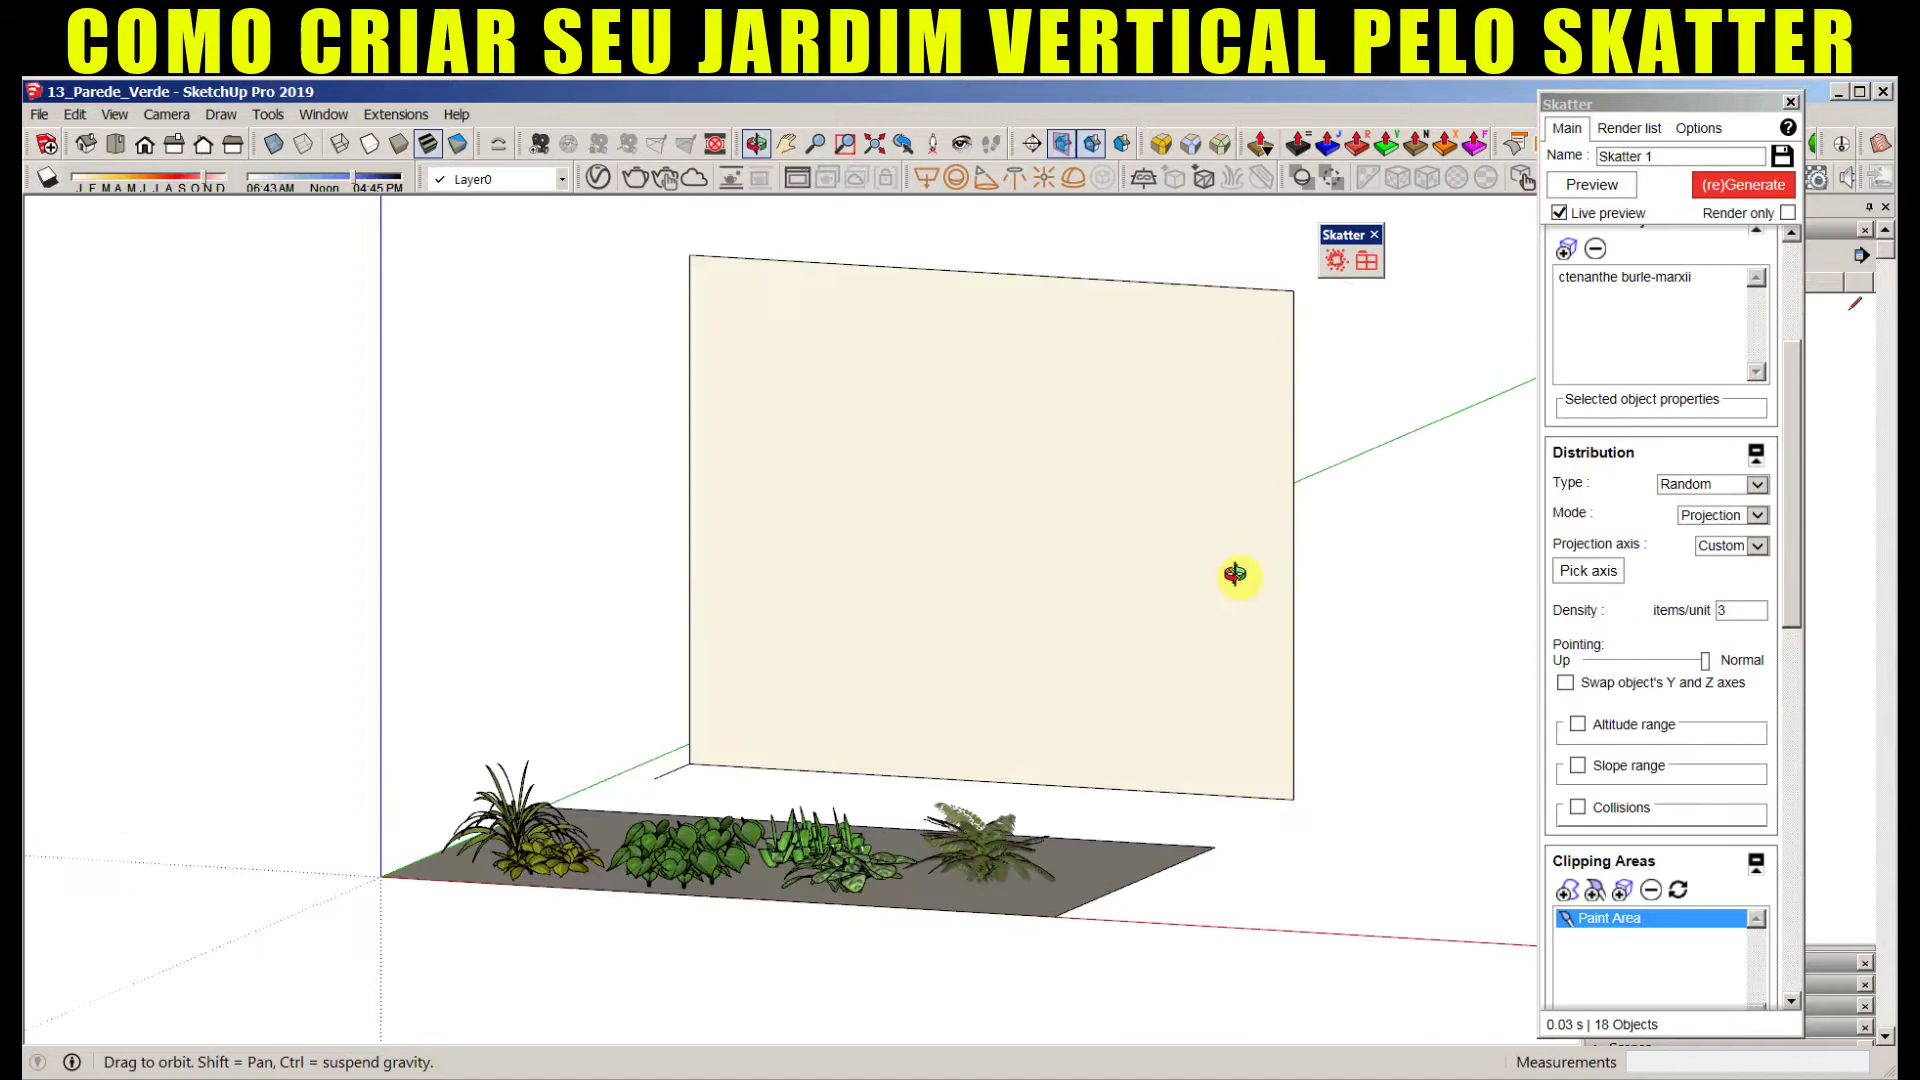 COMO CRIAR SEU JARDIM VERTICAL PELO SKATTER
13_Parede_Verde - SketchUp Pro 2019
File Edit View Camera Draw Tools Window Extensions Help
J F M A M J J A S O N D
06:43 AM Noon 04:45 PM
Layer0
Skatter
Skatter
Main Render list Options
Name : Skatter 1
Preview (re)Generate
Live preview Render only
ctenanthe burle-marxii
Selected object properties
Distribution
Type : Random
Mode : Projection
Projection axis : Custom
Pick axis
Density : items/unit 3
Pointing:
Up Normal
Swap object's Y and Z axes
Altitude range
Slope range
Collisions
Clipping Areas
Paint Area
0.03 s | 18 Objects
Drag to orbit. Shift = Pan, Ctrl = suspend gravity.
Measurements